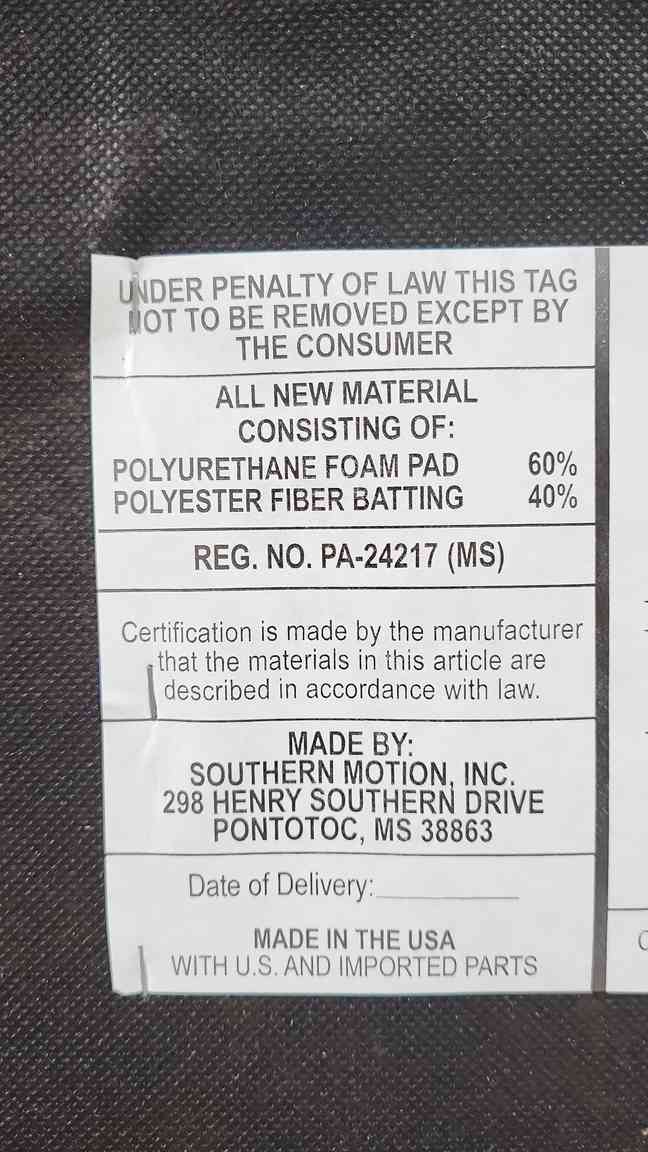 UNDER PENALTY OF LAW THIS TAG
NOT TO BE REMOVED EXCEPT BY
THE CONSUMER
ALL NEW MATERIAL
CONSISTING OF:
POLYURETHANE FOAM PAD 60%
POLYESTER FIBER BATTING 40%
REG. NO. PA-24217 (MS)
Certification is made by the manufacturer
that the materials in this article are
described in accordance with law.
MADE BY:
SOUTHERN MOTION, INC.
298 HENRY SOUTHERN DRIVE
PONTOTOC, MS 38863
Date of Delivery:
MADE IN THE USA
WITH U.S. AND IMPORTED PARTS